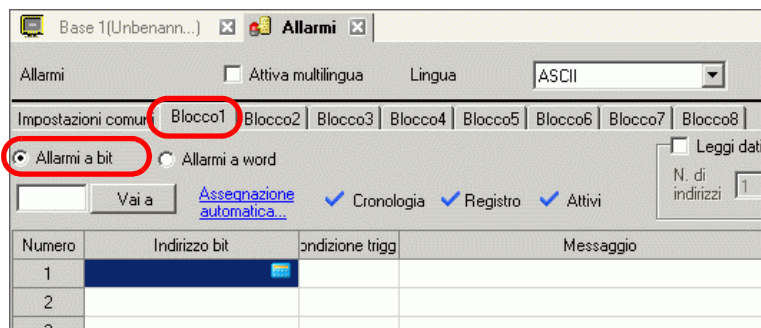 Base 1(Unbenann...) Allarmi
Allarmi Attiva multilingua Lingua ASCII
Impostazioni comuni Blocco1 Blocco2 Blocco3 Blocco4 Blocco5 Blocco6 Blocco7 Blocco8
Allarmi a bit Allarmi a word Leggi dati
N. di
indirizzi 1
Vai a Assegnazione
automatica... Cronologia Registro Attivi
Numero Indirizzo bit ondizione trigg Messaggio
1
2